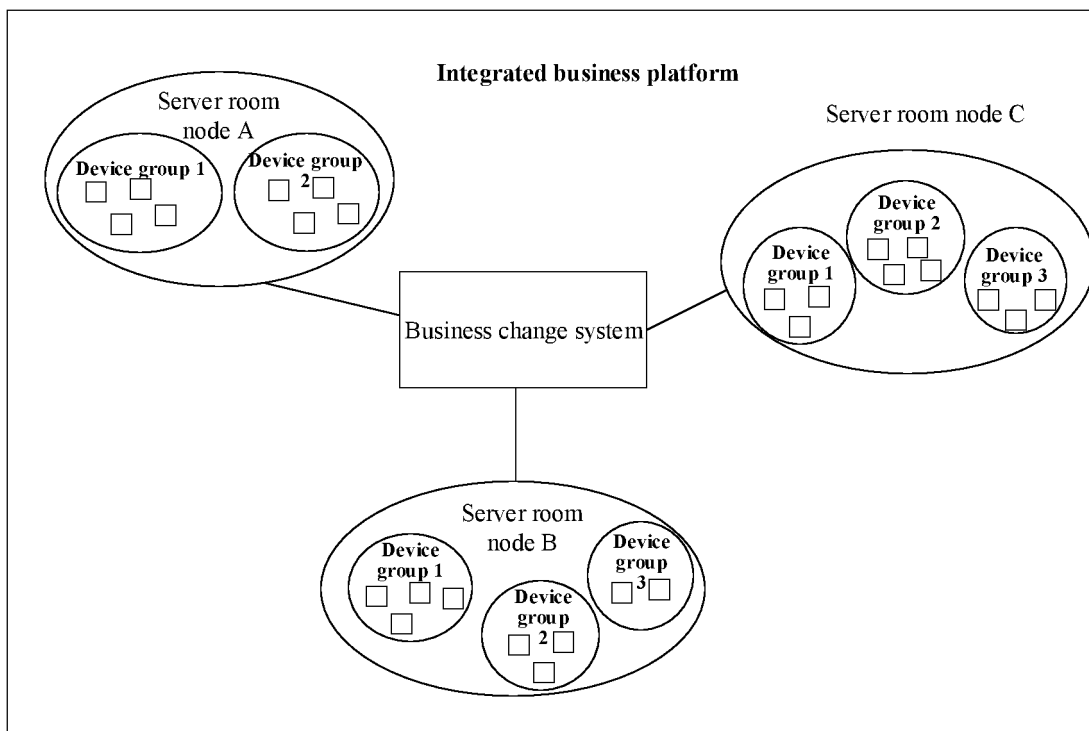 Integrated business platform
Server room
node A
Device group 1
Device group
2
Server room node C
Device
group 1
Device
group 2
Device
group 3
Business change system
Server room
node B
Device
group 1
Device
group
2
Device
group
3